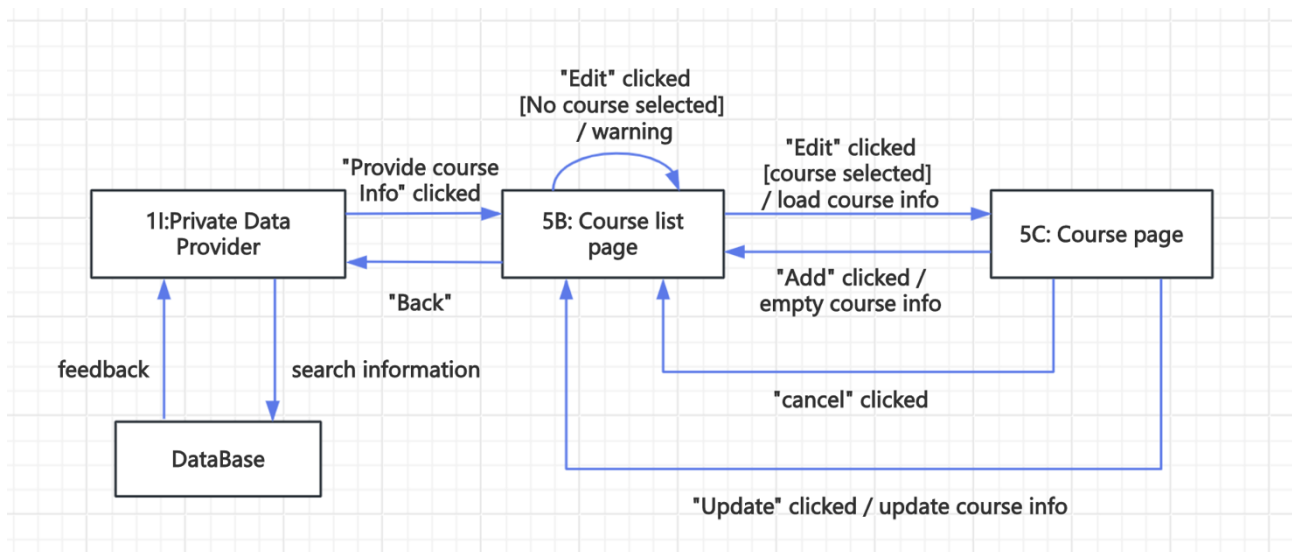 "Edit" clicked
[No course selected]
/ warning
"Provide course
Info" clicked
"Edit" clicked
[course selected]
/ load course info
1I:Private Data
Provider
5B: Course list
page
5C: Course page
"Back"
"Add" clicked /
empty course info
feedback
search information
"cancel" clicked
DataBase
"Update" clicked / update course info